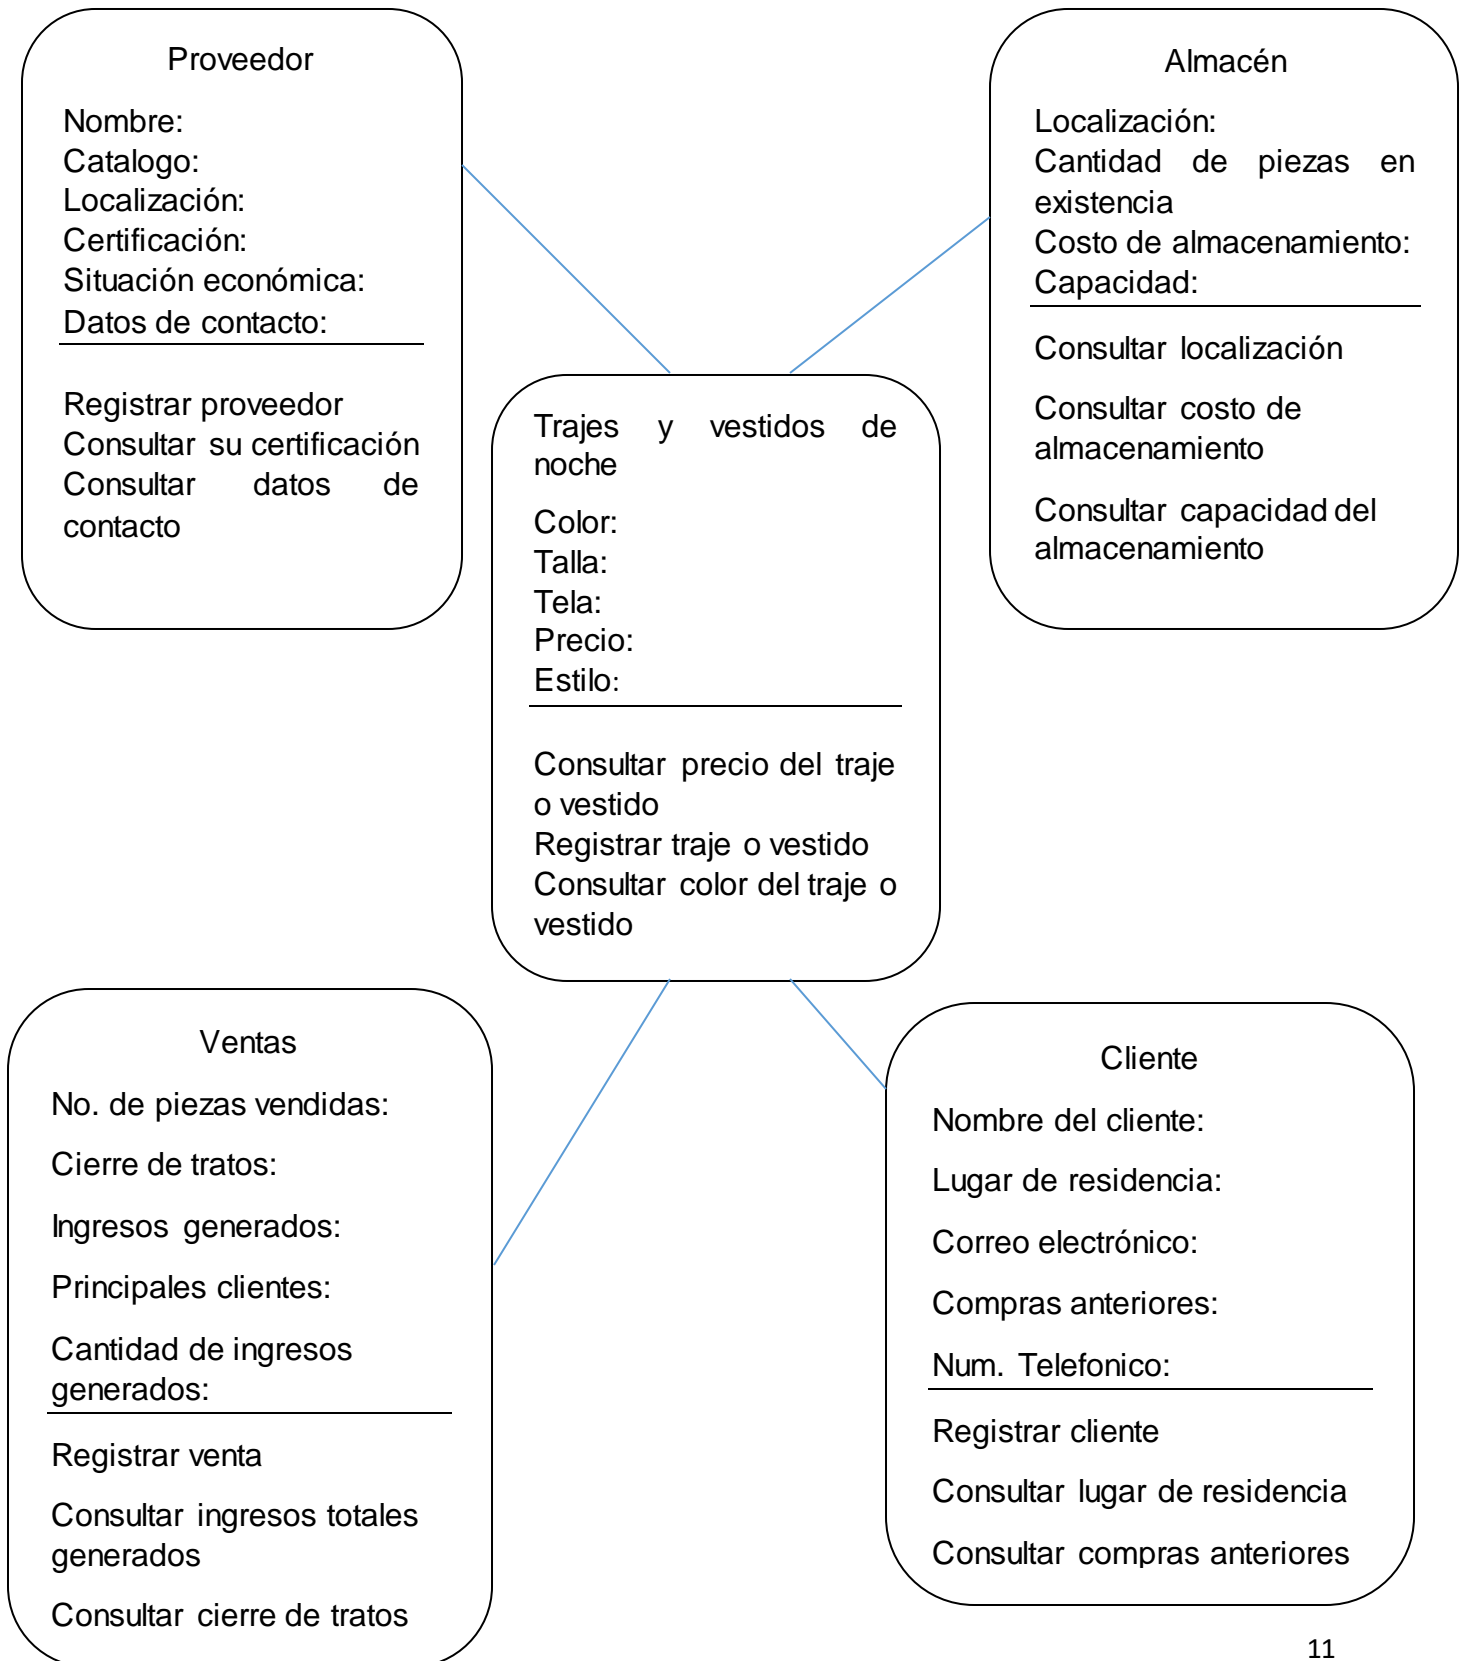 Proveedor
Nombre:
Catalogo:
Localización:
Certificación:
Situación económica:
Datos de contacto:
Registrar proveedor
Consultar su certificación
Consultar datos de
contacto
Almacén
Localización:
Cantidad de piezas en
existencia
Costo de almacenamiento:
Capacidad:
Consultar localización
Consultar costo de
almacenamiento
Consultar capacidad del
almacenamiento
Trajes y vestidos de
noche
Color:
Talla:
Tela:
Precio:
Estilo:
Consultar precio del traje
o vestido
Registrar traje o vestido
Consultar color del traje o
vestido
Ventas
No. de piezas vendidas:
Cierre de tratos:
Ingresos generados:
Principales clientes:
Cantidad de ingresos
generados:
Registrar venta
Consultar ingresos totales
generados
Consultar cierre de tratos
Cliente
Nombre del cliente:
Lugar de residencia:
Correo electrónico:
Compras anteriores:
Num. Telefonico:
Registrar cliente
Consultar lugar de residencia
Consultar compras anteriores
11